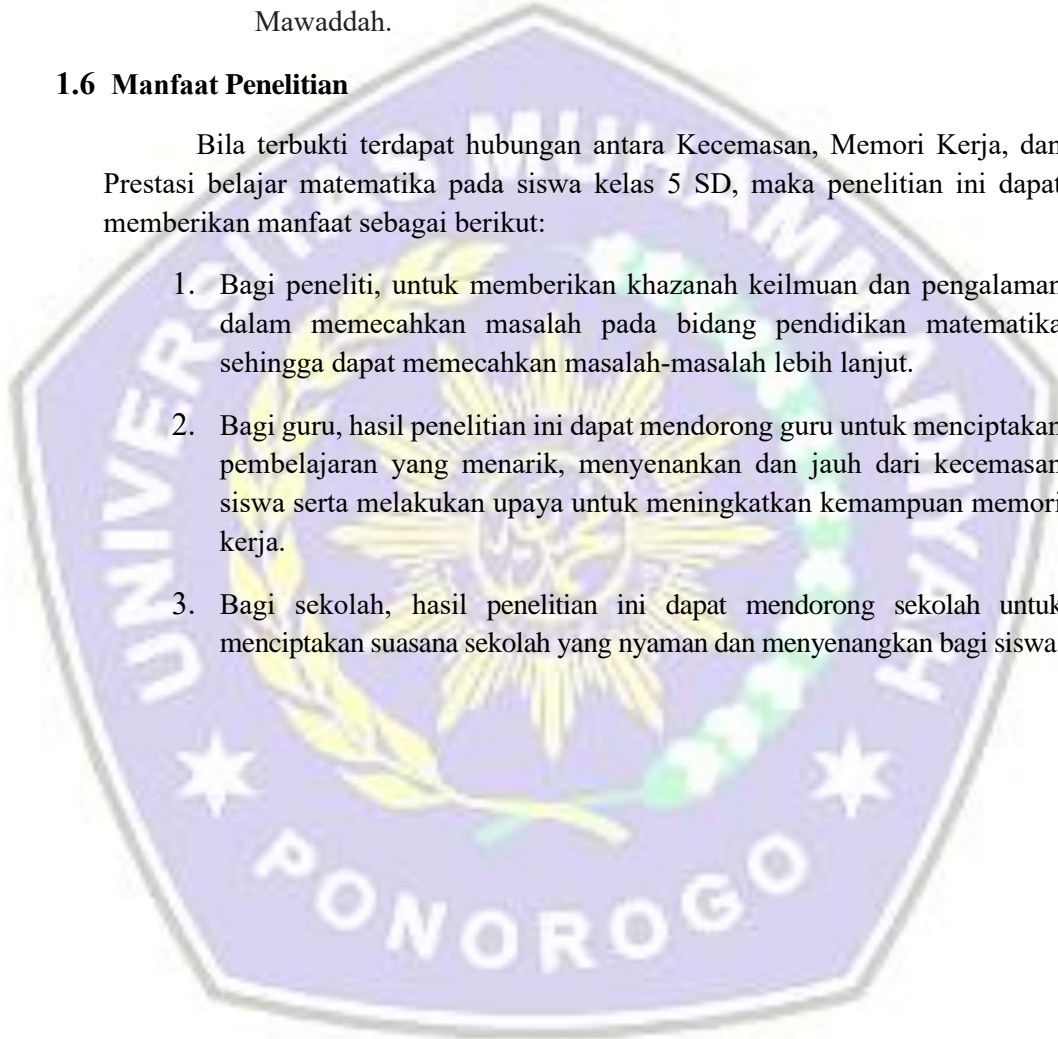 Mawaddah.
1.6 Manfaat Penelitian
Bila terbukti terdapat hubungan antara Kecemasan, Memori Kerja, dan
Prestasi belajar matematika pada siswa kelas 5 SD, maka penelitian ini dapat
memberikan manfaat sebagai berikut:
1. Bagi peneliti, untuk memberikan khazanah keilmuan dan pengalaman
dalam memecahkan masalah pada bidang pendidikan matematika
sehingga dapat memecahkan masalah-masalah lebih lanjut.
2. Bagi guru, hasil penelitian ini dapat mendorong guru untuk menciptakan
pembelajaran yang menarik, menyenankan dan jauh dari kecemasan
siswa serta melakukan upaya untuk meningkatkan kemampuan memori
kerja.
3. Bagi sekolah, hasil penelitian ini dapat mendorong sekolah untuk
menciptakan suasana sekolah yang nyaman dan menyenangkan bagi siswa
UNIVERSITAS MUHAMMADIYAH
PONOROGO